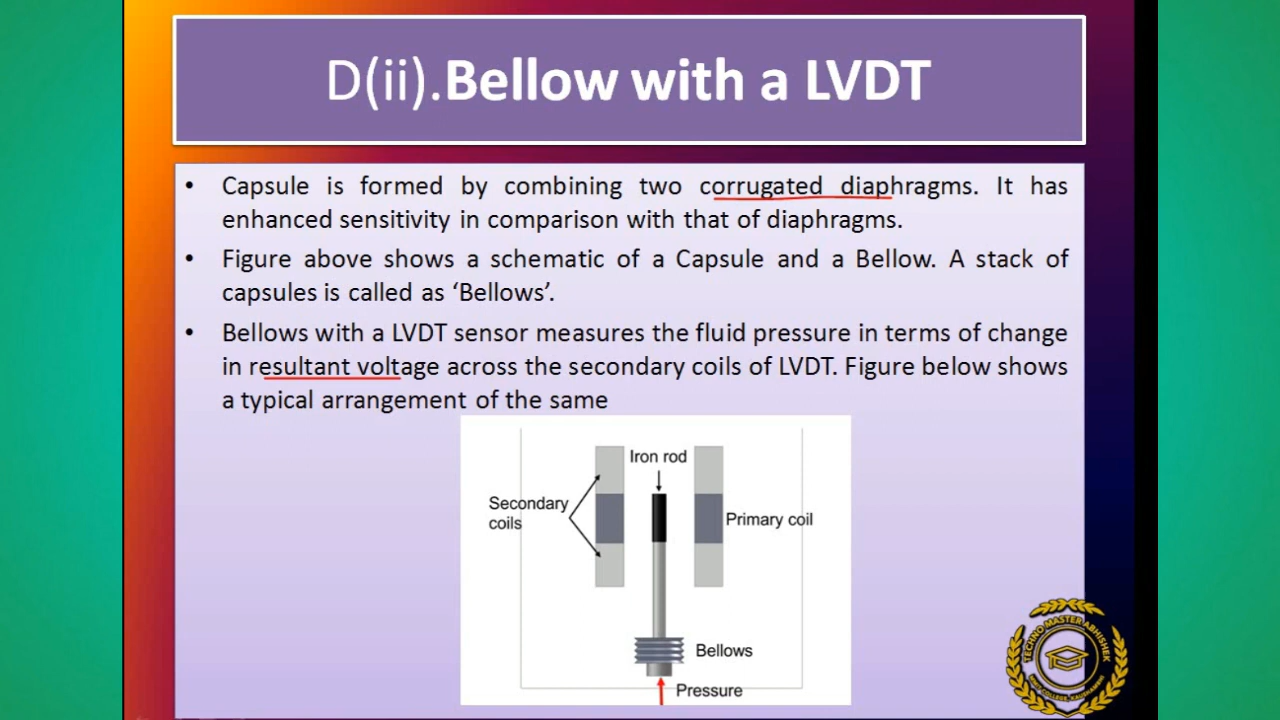 D(ii).Bellow with a LVDT
• Capsule is formed by combining two corrugated diaphragms. It has
enhanced sensitivity in comparison with that of diaphragms.
• Figure above shows a schematic of a Capsule and a Bellow. A stack of
capsules is called as ‘Bellows’.
• Bellows with a LVDT sensor measures the fluid pressure in terms of change
in resultant voltage across the secondary coils of LVDT. Figure below shows
a typical arrangement of the same
Iron rod
Secondary
coils
Primary coil
Bellows
Pressure
TECHNO MASTER ABHISHEK